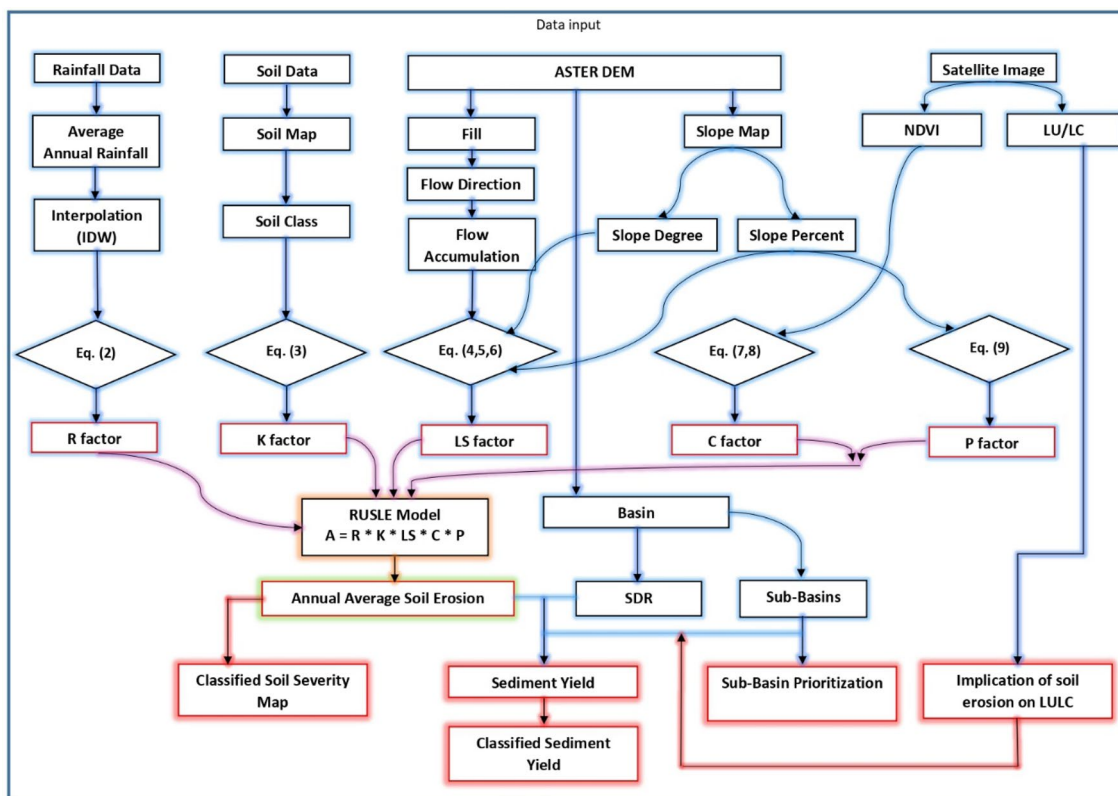 Data input
Rainfall Data
Soil Data
ASTER DEM
Satellite Image
Average
Annual Rainfall
Soil Map
Fill
Slope Map
NDVI
LU/LC
Flow Direction
Interpolation
(IDW)
Soil Class
Flow
Accumulation
Slope Degree
Slope Percent
Eq. (2)
Eq. (3)
Eq. (4,5,6)
Eq. (7,8)
Eq. (9)
R factor
K factor
LS factor
C factor
P factor
RUSLE Model
A = R * K * LS * C * P
Basin
Annual Average Soil Erosion
SDR
Sub-Basins
Classified Soil Severity
Map
Sediment Yield
Sub-Basin Prioritization
Implication of soil
erosion on LULC
Classified Sediment
Yield